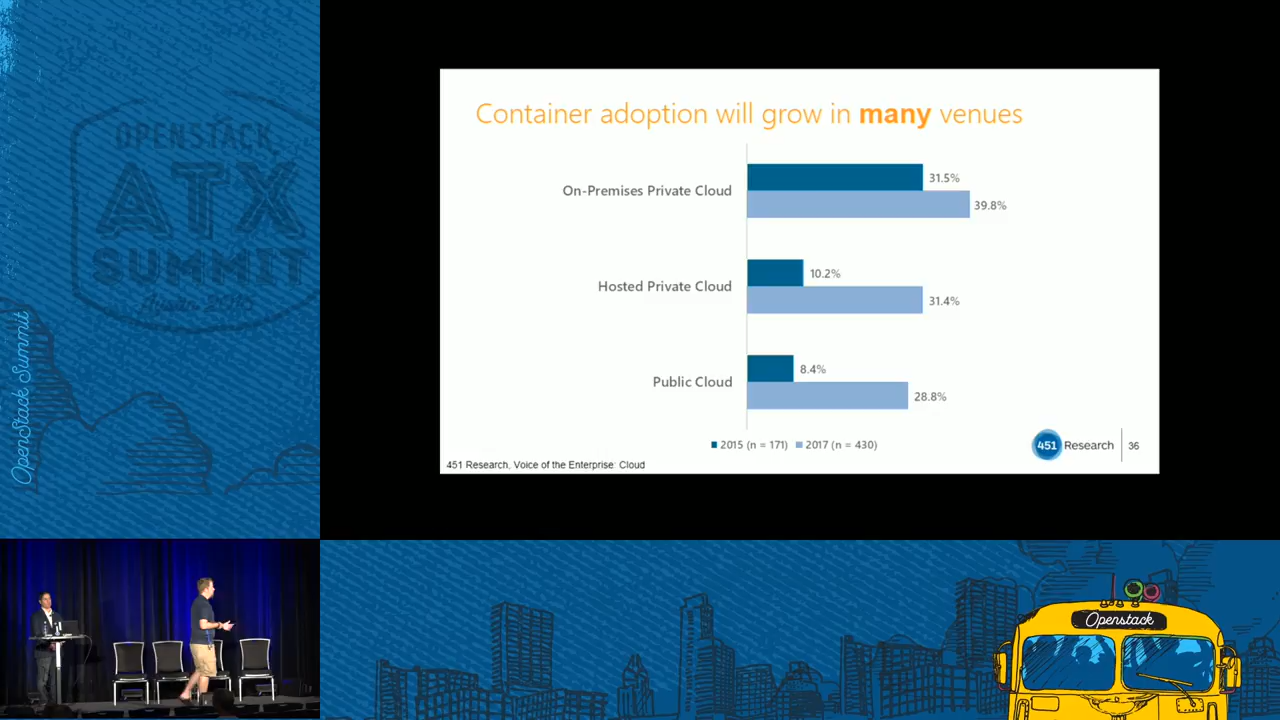 OPENSTACK
ATX
SUMMIT
OpenStack Summit
Container adoption will grow in many venues
On-Premises Private Cloud
31.5%
39.8%
Hosted Private Cloud
10.2%
31.4%
Public Cloud
8.4%
28.8%
2015 (n = 171) 2017 (n = 430)
451 Research 36
451 Research, Voice of the Enterprise: Cloud
Openstack